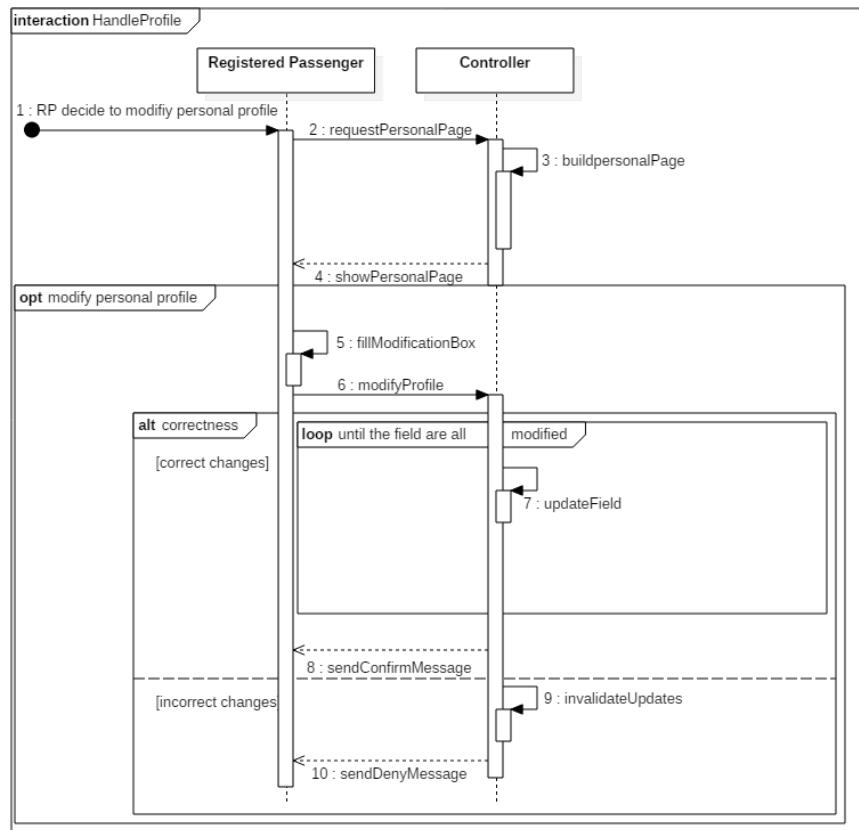 interaction HandleProfile
Registered Passenger
Controller
1 : RP decide to modifiy personal profile
2 : requestPersonalPage
3 : buildpersonalPage
4 : showPersonalPage
opt modify personal profile
5 : fillModificationBox
6 : modifyProfile
alt correctness
loop until the field are all modified
[correct changes]
7 : updateField
8 : sendConfirmMessage
[incorrect changes]
9 : invalidateUpdates
10 : sendDenyMessage